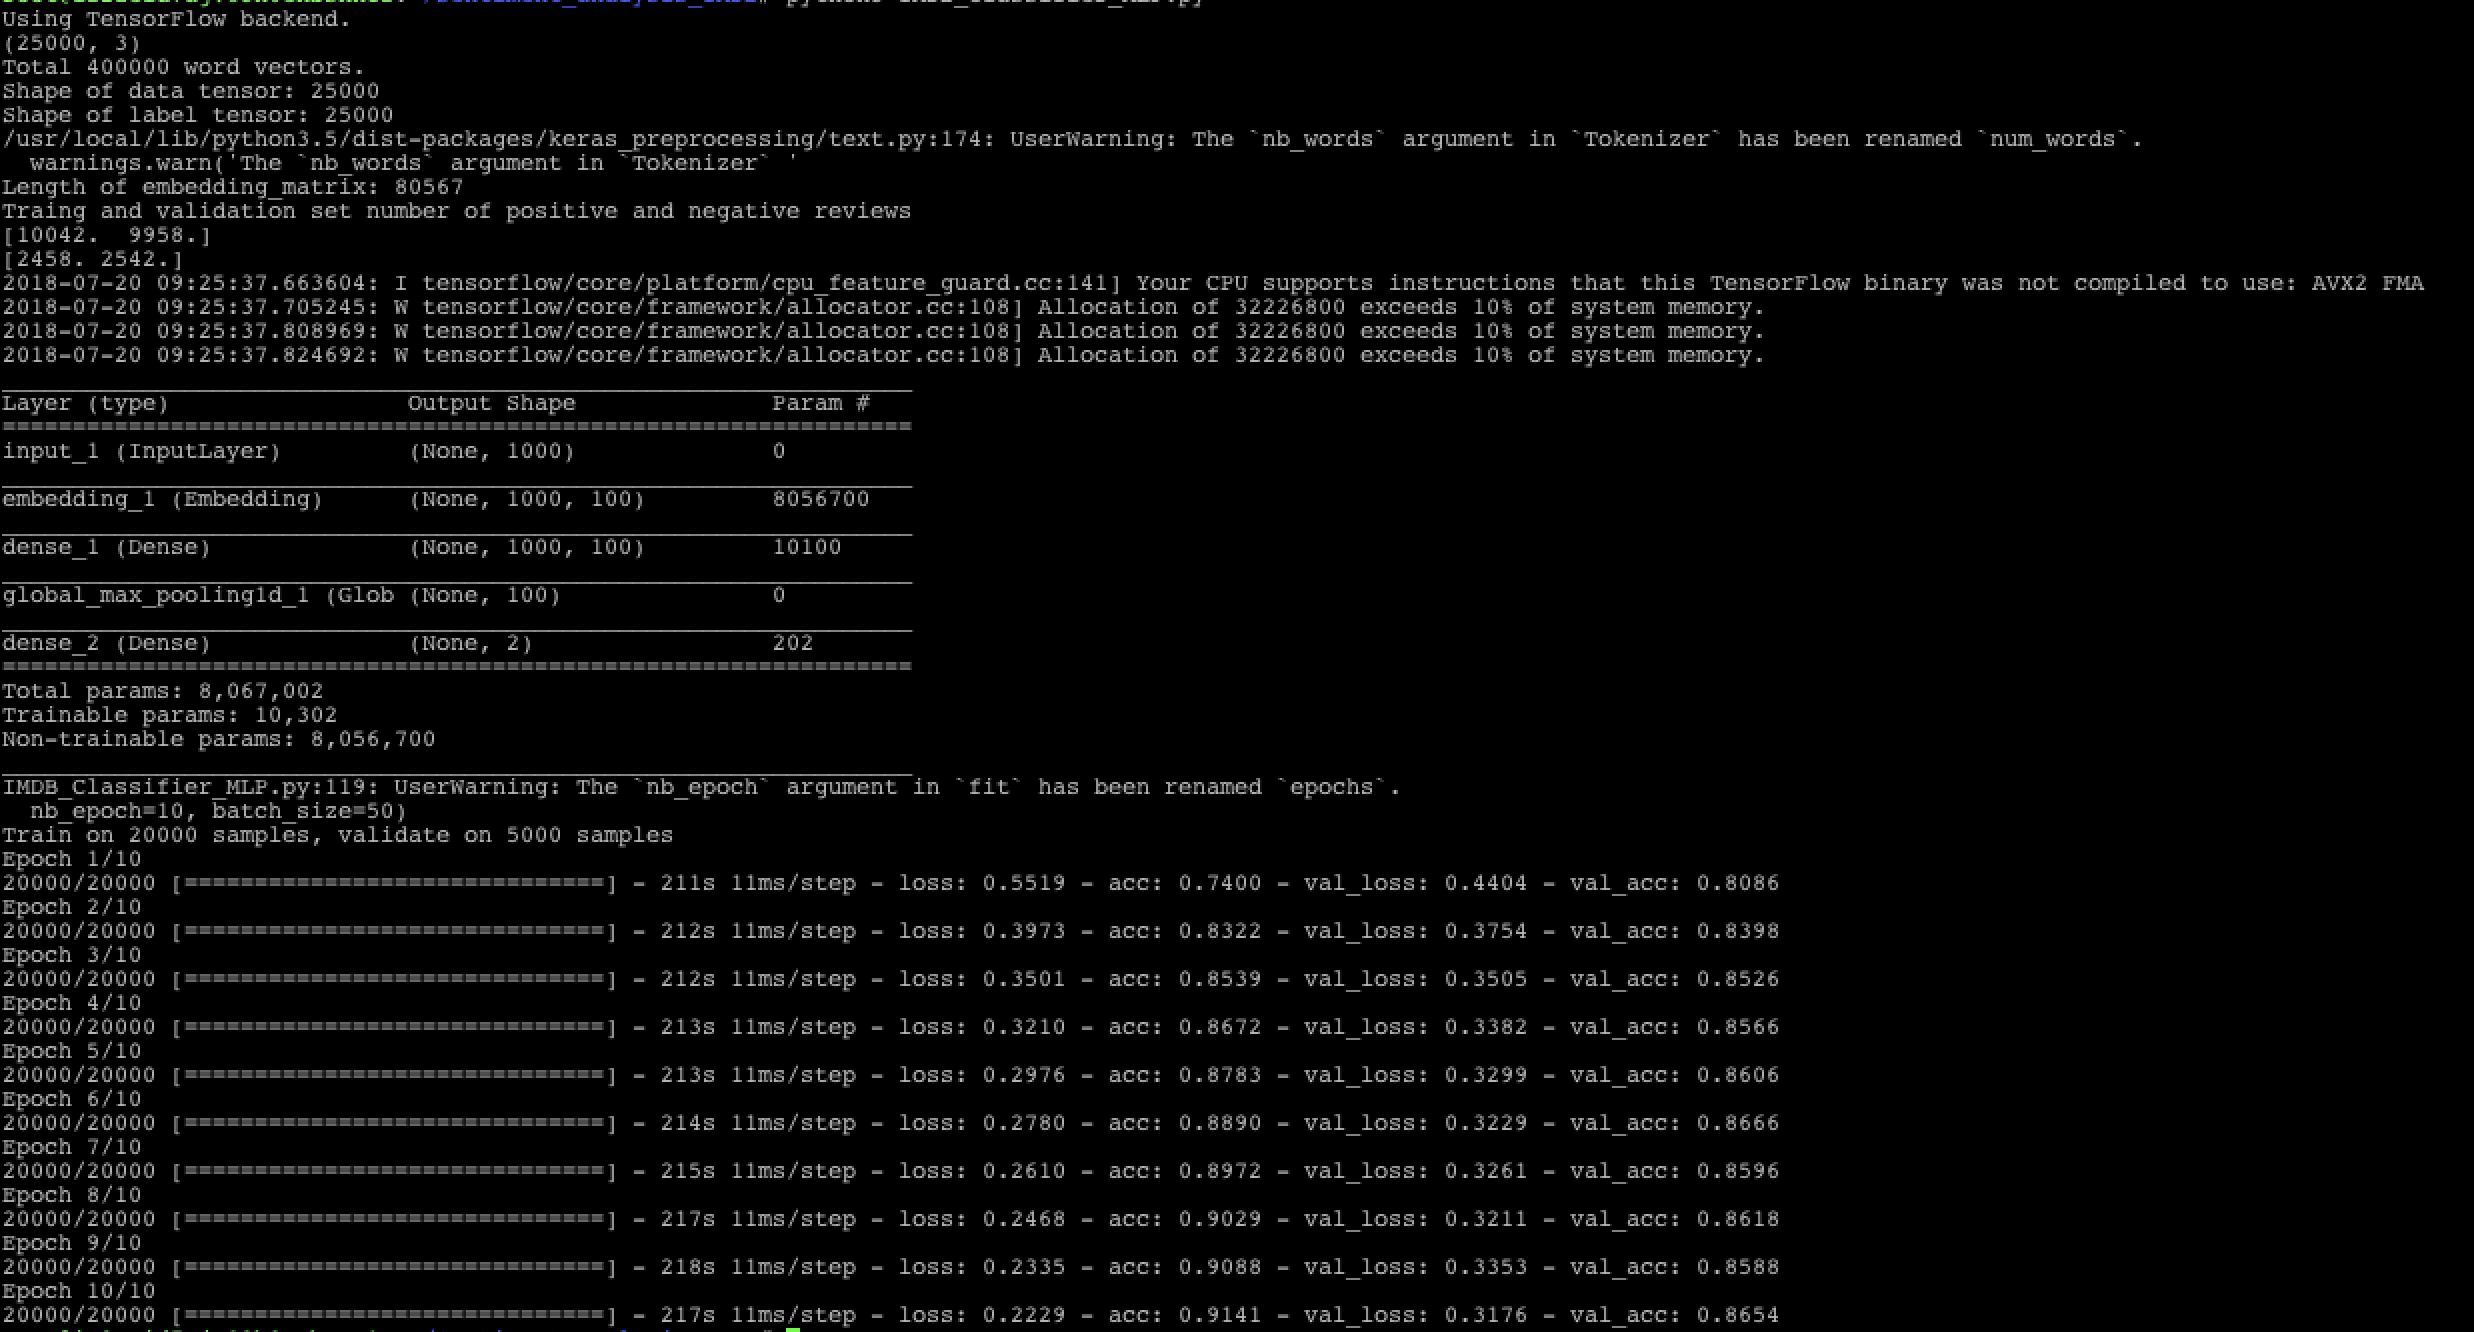 Using TensorFlow backend.
(25000, 3)
Total 400000 word vectors.
Shape of data tensor: 25000
Shape of label tensor: 25000
/usr/local/lib/python3.5/dist-packages/keras_preprocessing/text.py:174: UserWarning: The `nb_words` argument in `Tokenizer` has been renamed `num_words`.
  warnings.warn('The `nb_words` argument in `Tokenizer` '
Length of embedding_matrix: 80567
Traing and validation set number of positive and negative reviews
[10042.  9958.]
[2458. 2542.]
2018-07-20 09:25:37.663604: I tensorflow/core/platform/cpu_feature_guard.cc:141] Your CPU supports instructions that this TensorFlow binary was not compiled to use: AVX2 FMA
2018-07-20 09:25:37.705245: W tensorflow/core/framework/allocator.cc:108] Allocation of 32226800 exceeds 10% of system memory.
2018-07-20 09:25:37.808969: W tensorflow/core/framework/allocator.cc:108] Allocation of 32226800 exceeds 10% of system memory.
2018-07-20 09:25:37.824692: W tensorflow/core/framework/allocator.cc:108] Allocation of 32226800 exceeds 10% of system memory.
_________________________________________________________________
Layer (type)                 Output Shape              Param #
=================================================================
input_1 (InputLayer)         (None, 1000)              0
_________________________________________________________________
embedding_1 (Embedding)      (None, 1000, 100)         8056700
_________________________________________________________________
dense_1 (Dense)              (None, 1000, 100)         10100
_________________________________________________________________
global_max_pooling1d_1 (Glob (None, 100)               0
_________________________________________________________________
dense_2 (Dense)              (None, 2)                 202
=================================================================
Total params: 8,067,002
Trainable params: 10,302
Non-trainable params: 8,056,700
_________________________________________________________________
IMDB_Classifier_MLP.py:119: UserWarning: The `nb_epoch` argument in `fit` has been renamed `epochs`.
  nb_epoch=10, batch_size=50)
Train on 20000 samples, validate on 5000 samples
Epoch 1/10
20000/20000 [==============================] - 211s 11ms/step - loss: 0.5519 - acc: 0.7400 - val_loss: 0.4404 - val_acc: 0.8086
Epoch 2/10
20000/20000 [==============================] - 212s 11ms/step - loss: 0.3973 - acc: 0.8322 - val_loss: 0.3754 - val_acc: 0.8398
Epoch 3/10
20000/20000 [==============================] - 212s 11ms/step - loss: 0.3501 - acc: 0.8539 - val_loss: 0.3505 - val_acc: 0.8526
Epoch 4/10
20000/20000 [==============================] - 213s 11ms/step - loss: 0.3210 - acc: 0.8672 - val_loss: 0.3382 - val_acc: 0.8566
Epoch 5/10
20000/20000 [==============================] - 213s 11ms/step - loss: 0.2976 - acc: 0.8783 - val_loss: 0.3299 - val_acc: 0.8606
Epoch 6/10
20000/20000 [==============================] - 214s 11ms/step - loss: 0.2780 - acc: 0.8890 - val_loss: 0.3229 - val_acc: 0.8666
Epoch 7/10
20000/20000 [==============================] - 215s 11ms/step - loss: 0.2610 - acc: 0.8972 - val_loss: 0.3261 - val_acc: 0.8596
Epoch 8/10
20000/20000 [==============================] - 217s 11ms/step - loss: 0.2468 - acc: 0.9029 - val_loss: 0.3211 - val_acc: 0.8618
Epoch 9/10
20000/20000 [==============================] - 218s 11ms/step - loss: 0.2335 - acc: 0.9088 - val_loss: 0.3353 - val_acc: 0.8588
Epoch 10/10
20000/20000 [==============================] - 217s 11ms/step - loss: 0.2229 - acc: 0.9141 - val_loss: 0.3176 - val_acc: 0.8654